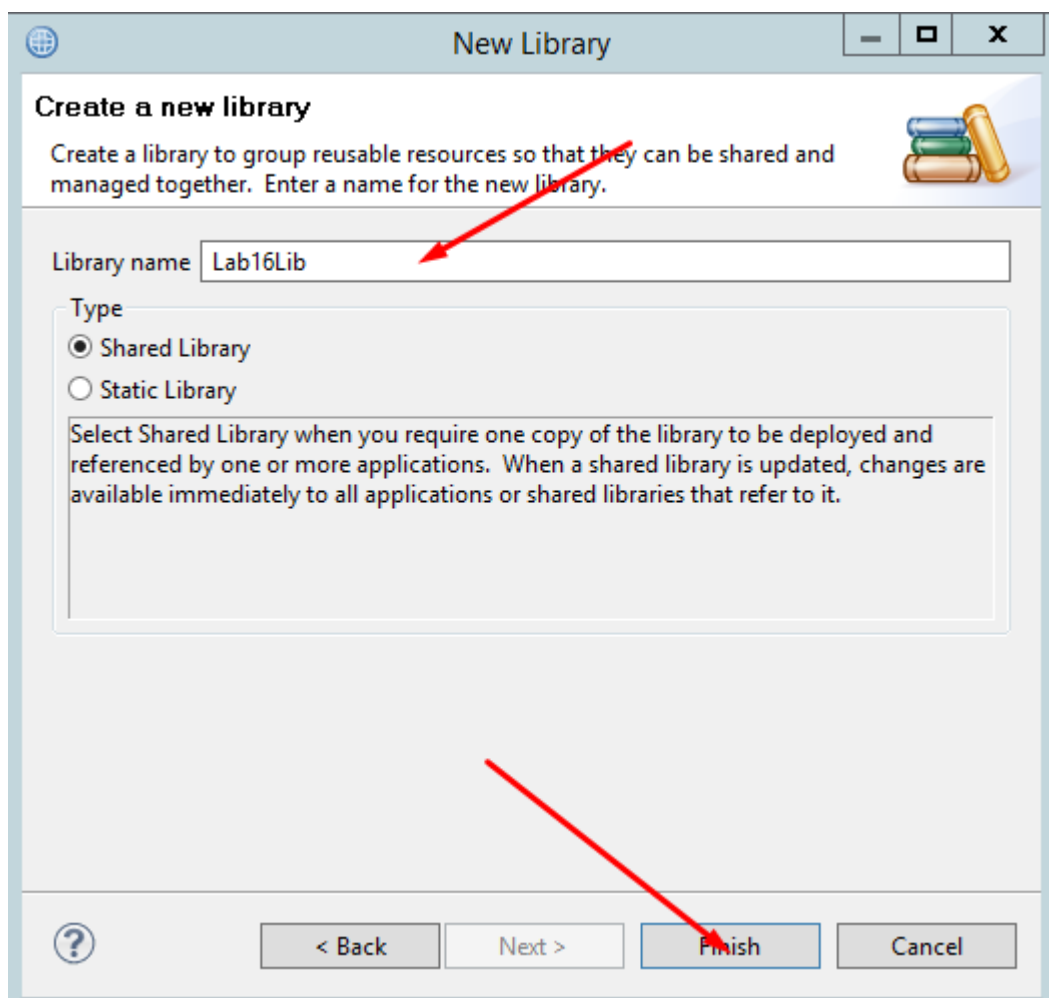 New Library
Create a new library
Create a library to group reusable resources so that they can be shared and
managed together.  Enter a name for the new library.
Library name Lab16Lib
Type
Shared Library
Static Library
Select Shared Library when you require one copy of the library to be deployed and
referenced by one or more applications.  When a shared library is updated, changes are
available immediately to all applications or shared libraries that refer to it.
? < Back Next > Finish Cancel